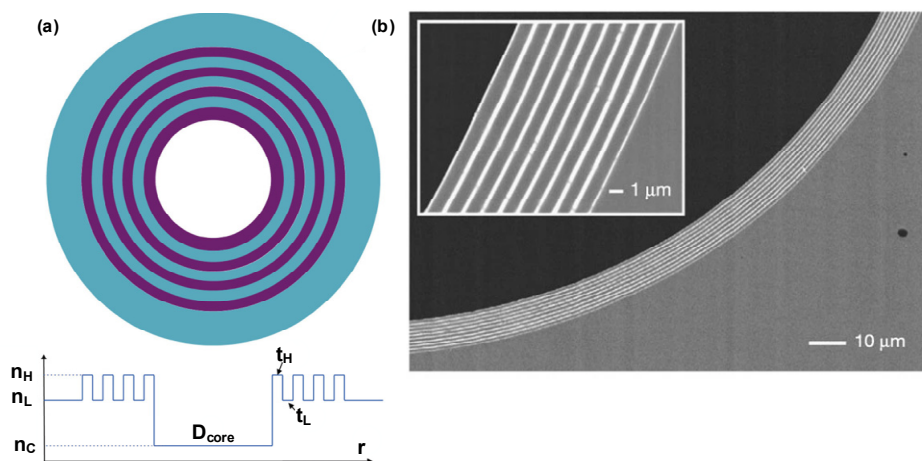 (a)
(b)
1 μm
10 μm
n_H
n_L
n_C
t_H
t_L
D_core
r